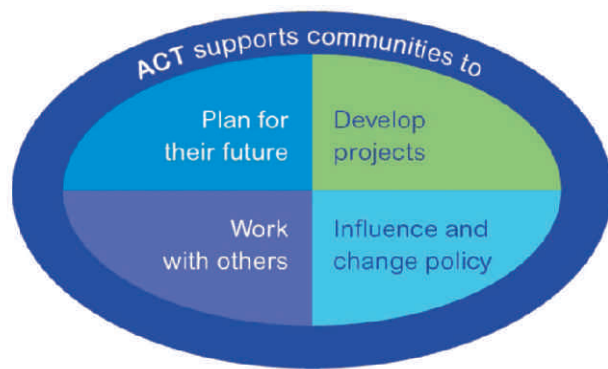 ACT supports communities to
Plan for
their future
Develop
projects
Work
with others
Influence and
change policy